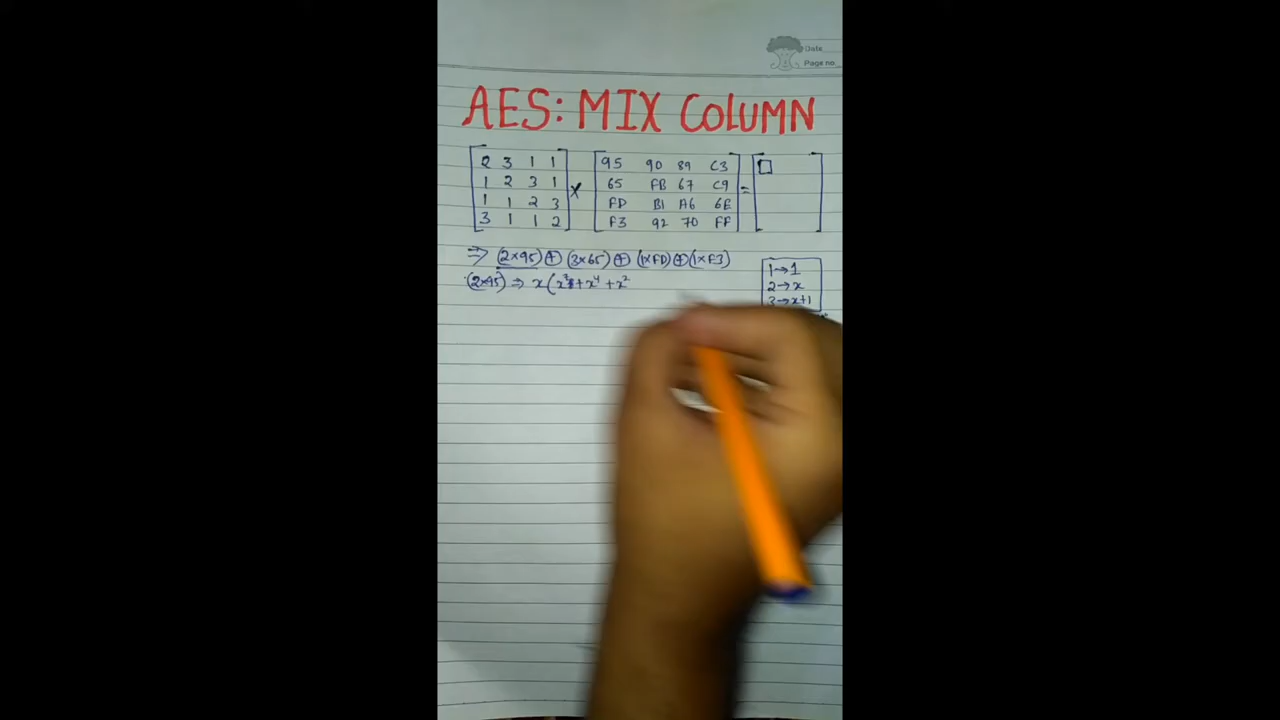 Date
Page no
AES: MIX COLUMN
2 3 1 1
1 2 3 1
1 1 2 3
3 1 1 2
×
95 90 89 C3
65 FB 67 C9
FD B1 A6 6E
F3 92 70 FF
=
⇒ (2×95)⊕(3×65)⊕(1×FD)⊕(1×F3)
(2×95) ⇒ x(x⁷+x⁴+x²
1→1
2→x
3→x+1